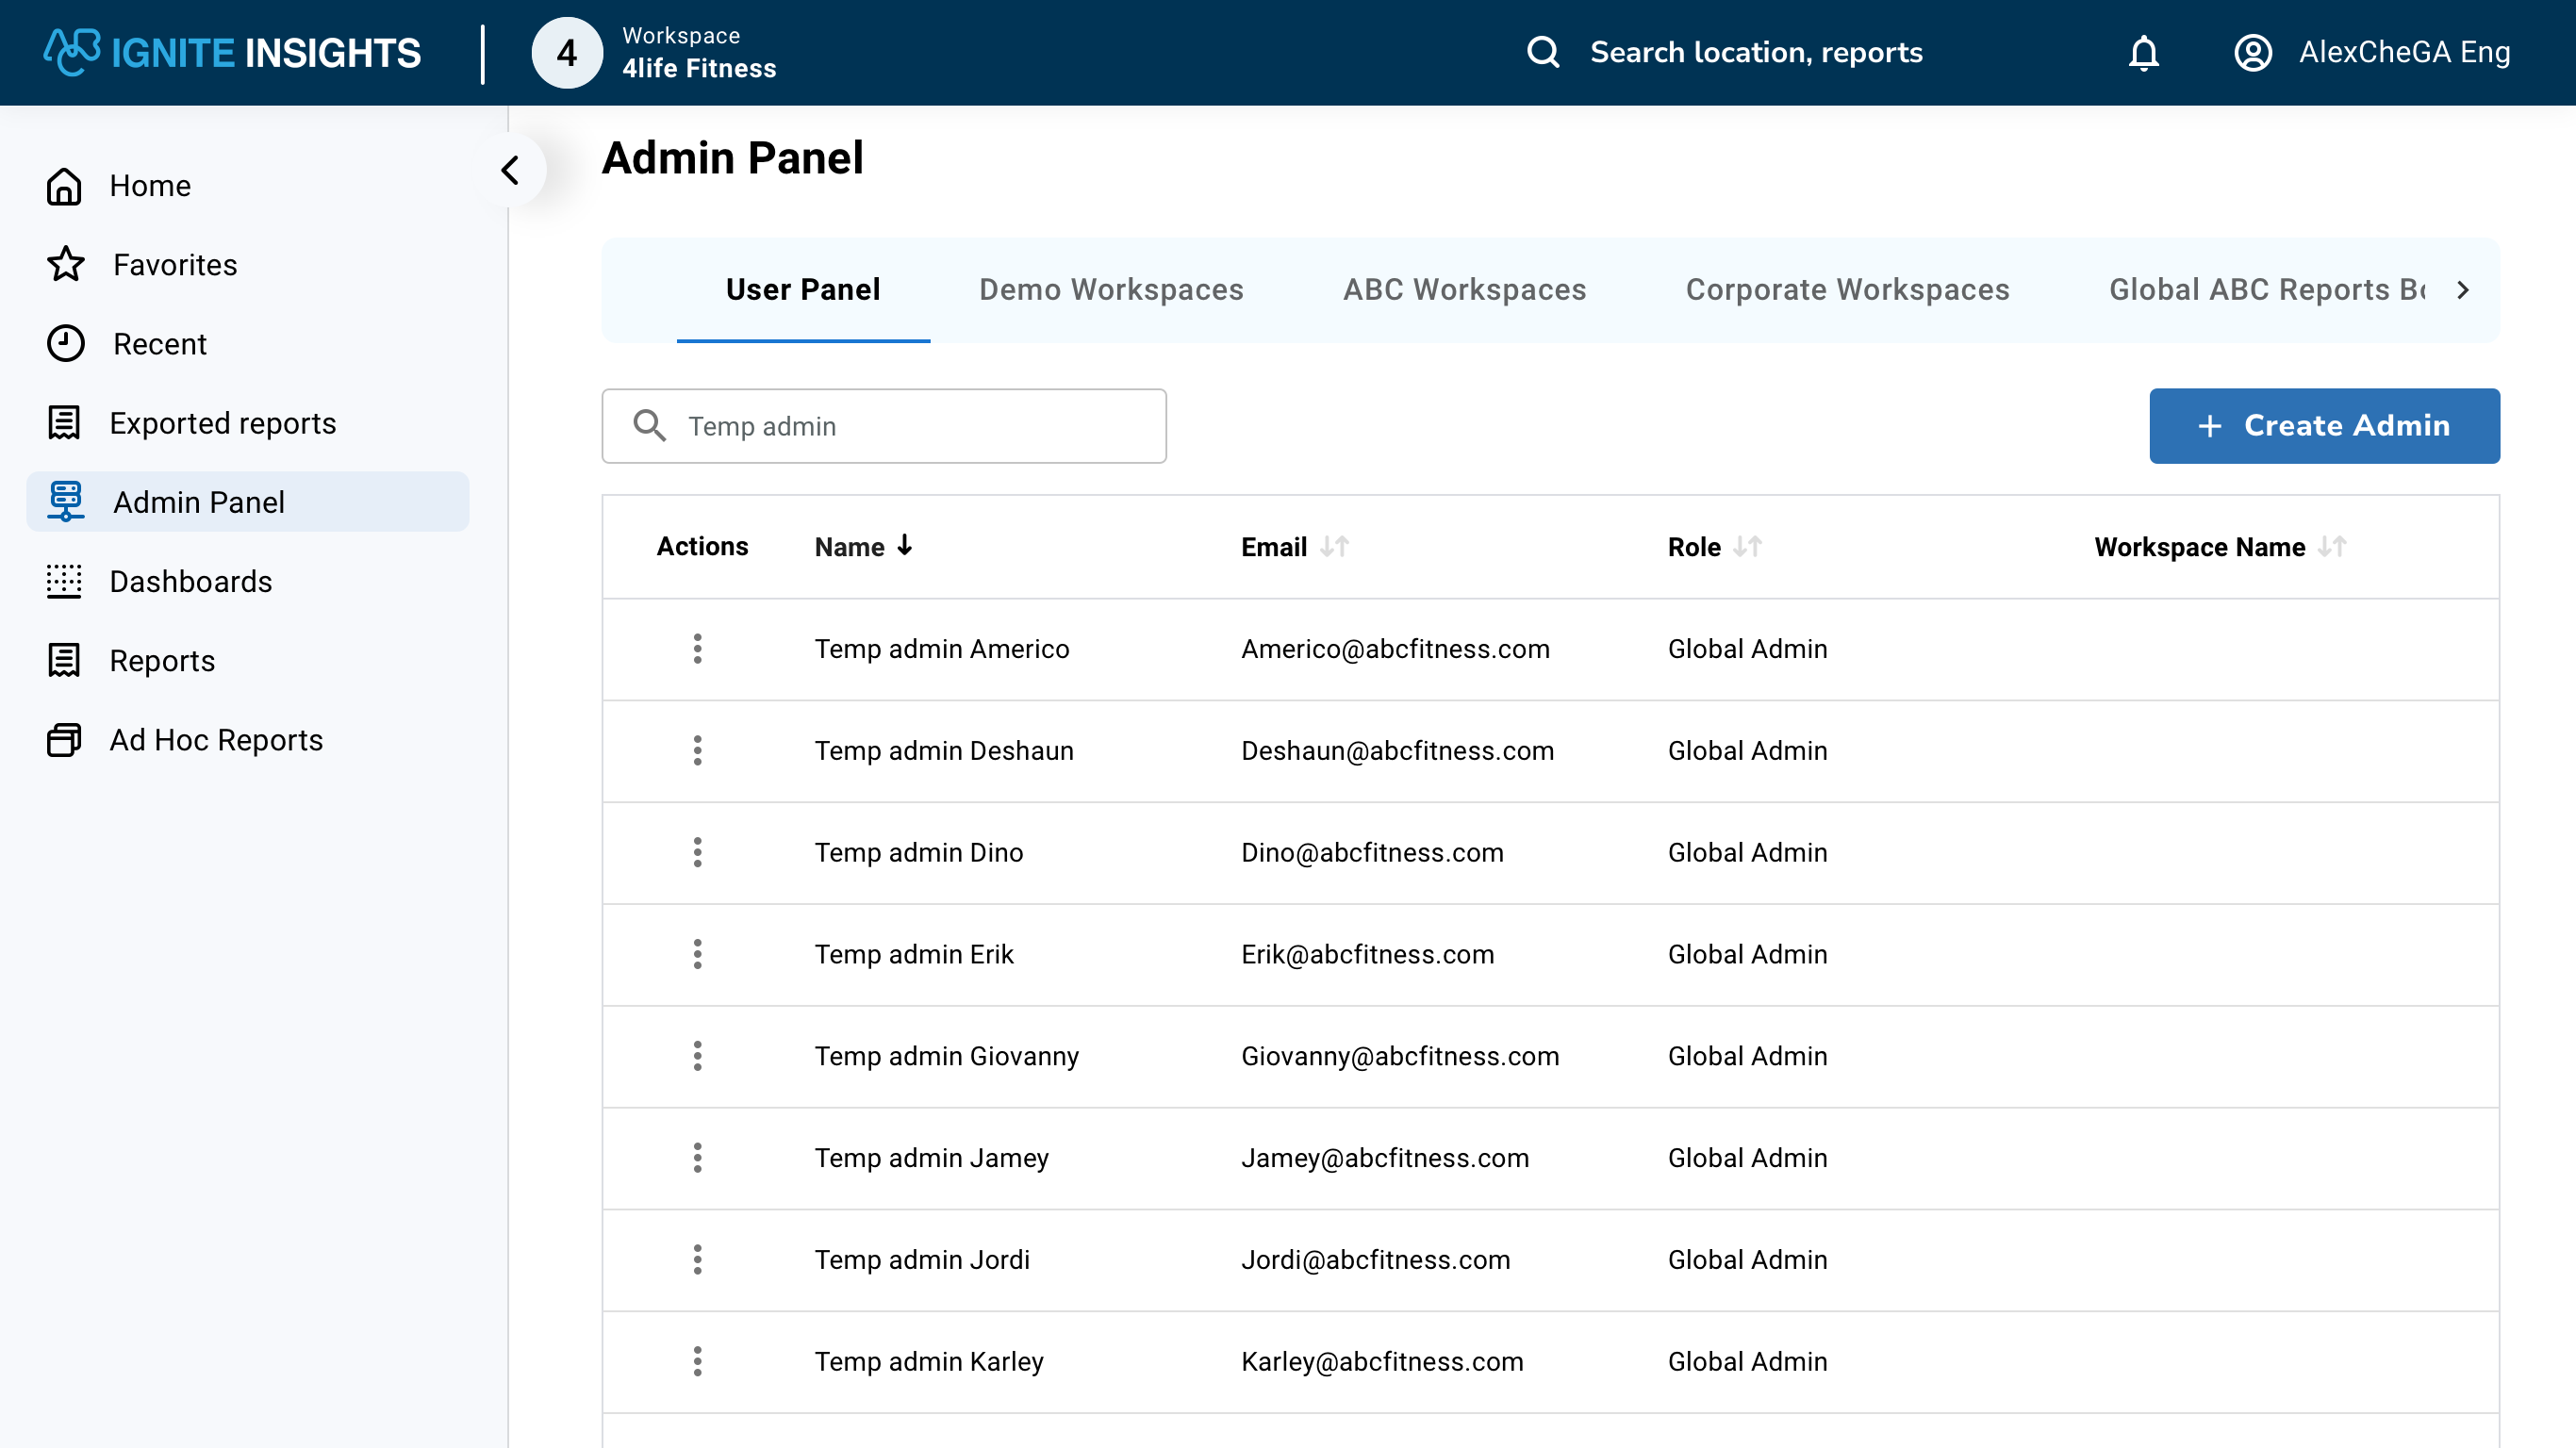 ABC IGNITE INSIGHTS
4
Workspace
4life Fitness
Search location, reports
AlexCheGA Eng
Home
Favorites
Recent
Exported reports
Admin Panel
Dashboards
Reports
Ad Hoc Reports
Admin Panel
User Panel
Demo Workspaces
ABC Workspaces
Corporate Workspaces
Global ABC Reports
Temp admin
+ Create Admin
Actions Name Email Role Workspace Name
Temp admin Americo Americo@abcfitness.com Global Admin
Temp admin Deshaun Deshaun@abcfitness.com Global Admin
Temp admin Dino Dino@abcfitness.com Global Admin
Temp admin Erik Erik@abcfitness.com Global Admin
Temp admin Giovanny Giovanny@abcfitness.com Global Admin
Temp admin Jamey Jamey@abcfitness.com Global Admin
Temp admin Jordi Jordi@abcfitness.com Global Admin
Temp admin Karley Karley@abcfitness.com Global Admin